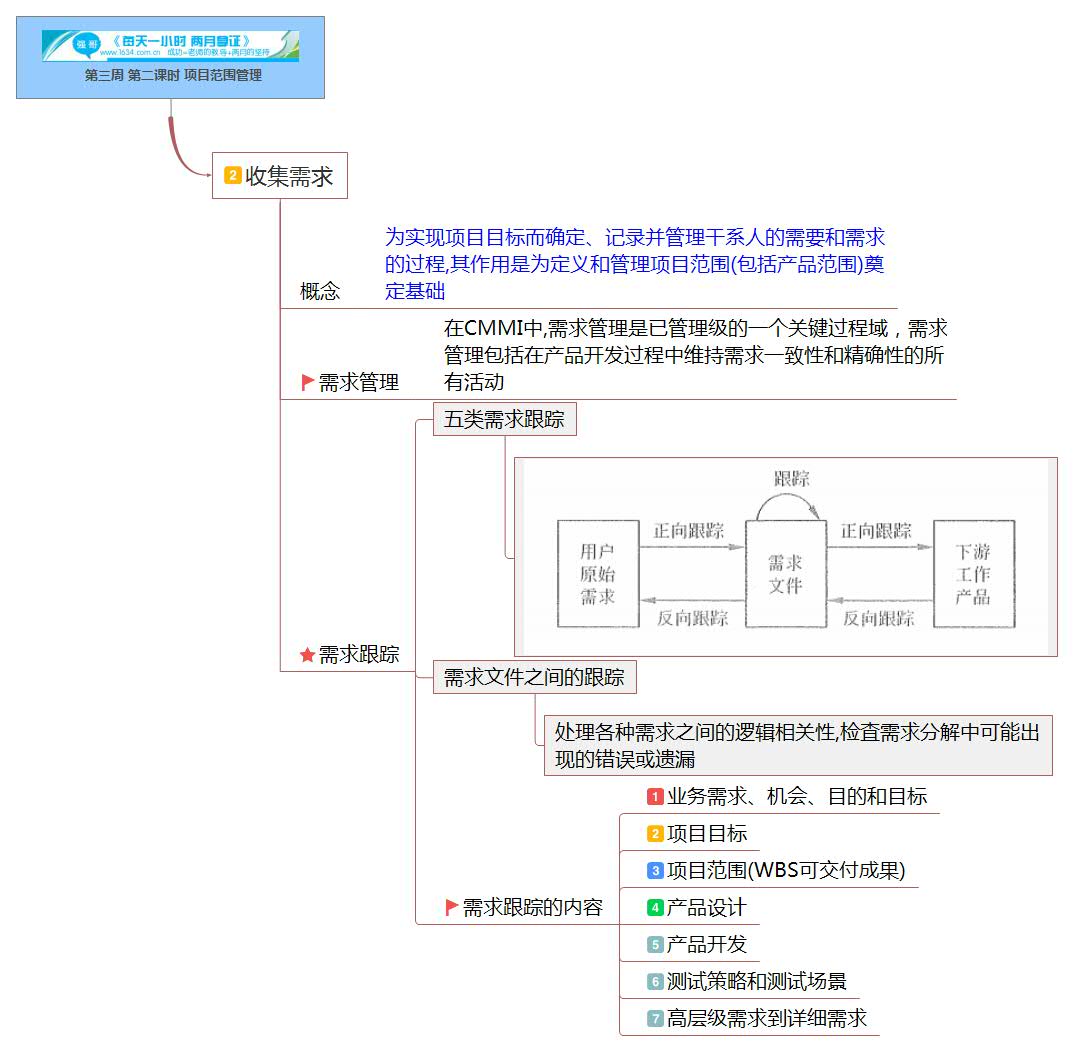 强哥
《每天一小时 两月拿证》
www.1634.com.cn 成功=老师的教导+两月的坚持
第三周 第二课时 项目范围管理
2 收集需求
为实现项目目标而确定、记录并管理干系人的需要和需求
的过程,其作用是为定义和管理项目范围(包括产品范围)奠
定基础
概念
在CMMI中,需求管理是已管理级的一个关键过程域，需求
管理包括在产品开发过程中维持需求一致性和精确性的所
有活动
需求管理
五类需求跟踪
跟踪
正向跟踪
正向跟踪
用户
原始
需求
需求
文件
下游
工作
产品
反向跟踪
反向跟踪
需求跟踪
需求文件之间的跟踪
处理各种需求之间的逻辑相关性,检查需求分解中可能出
现的错误或遗漏
1 业务需求、机会、目的和目标
2 项目目标
3 项目范围(WBS可交付成果)
需求跟踪的内容
4 产品设计
5 产品开发
6 测试策略和测试场景
7 高层级需求到详细需求